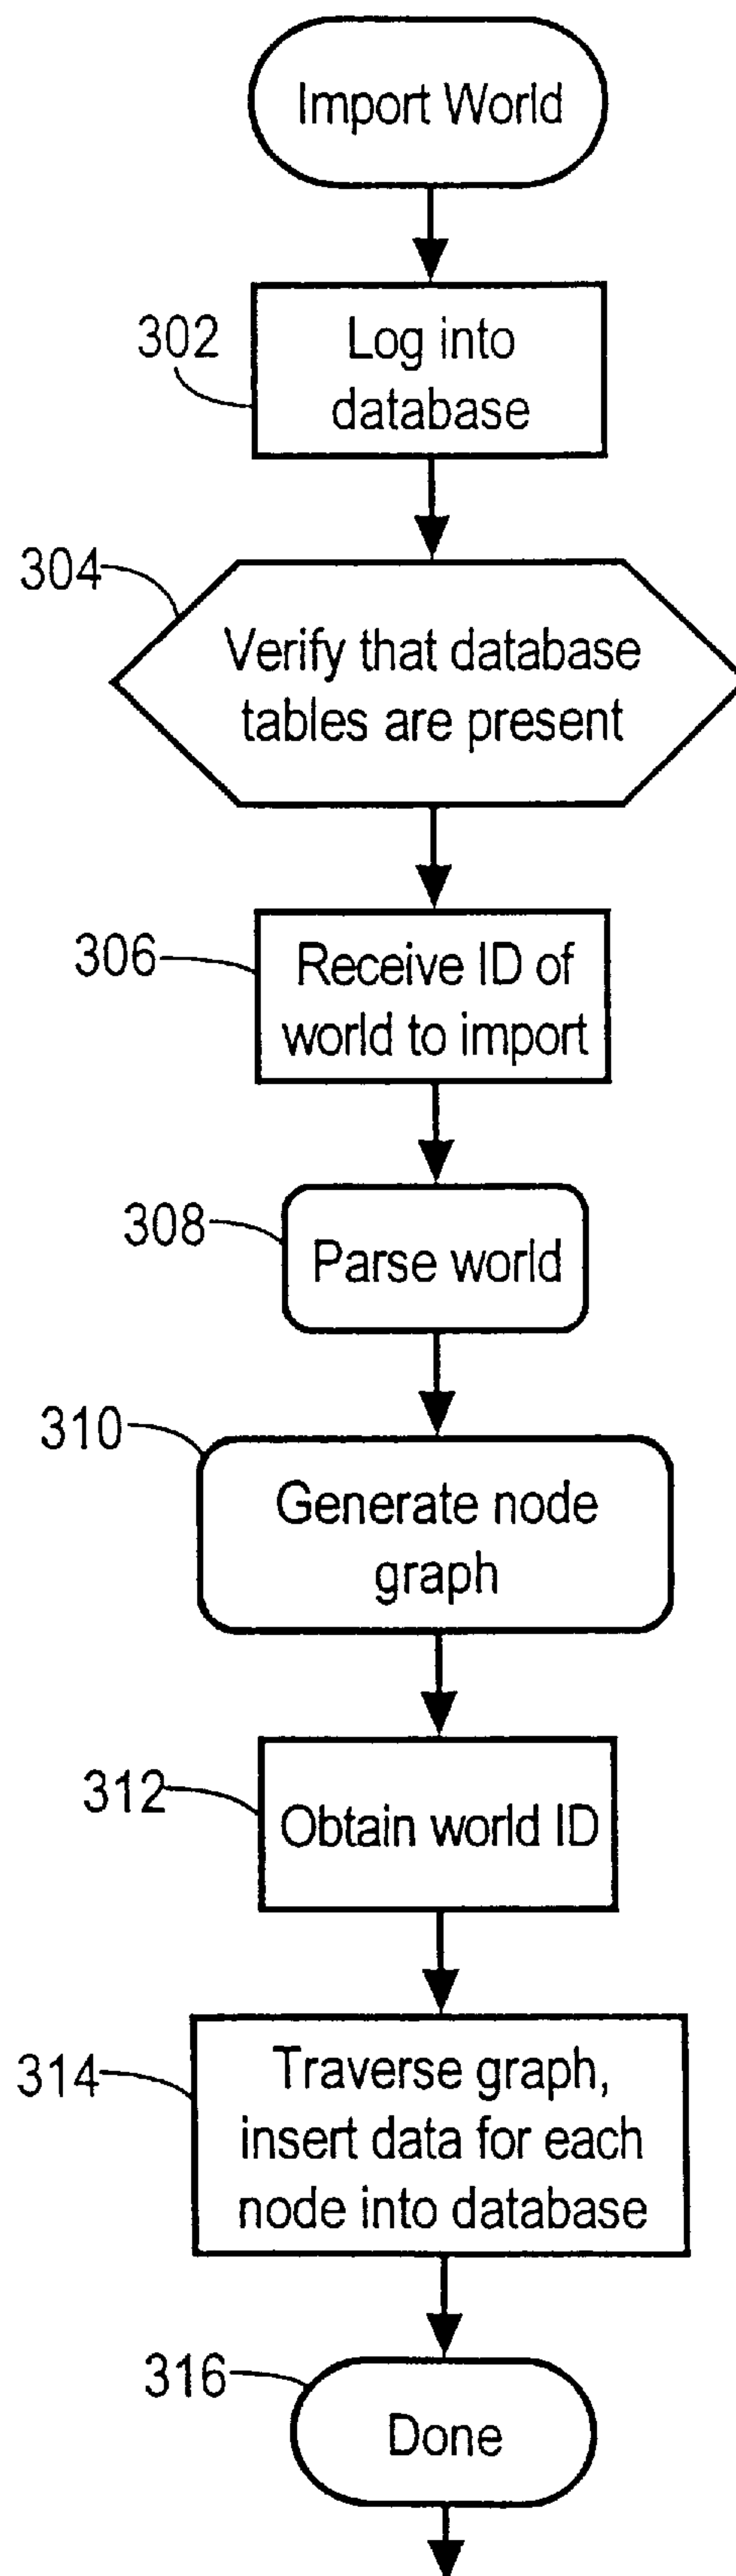 Import World
302
Log into
database
304
Verify that database
tables are present
306
Receive ID of
world to import
308
Parse world
310
Generate node
graph
312
Obtain world ID
314
Traverse graph,
insert data for each
node into database
316
Done